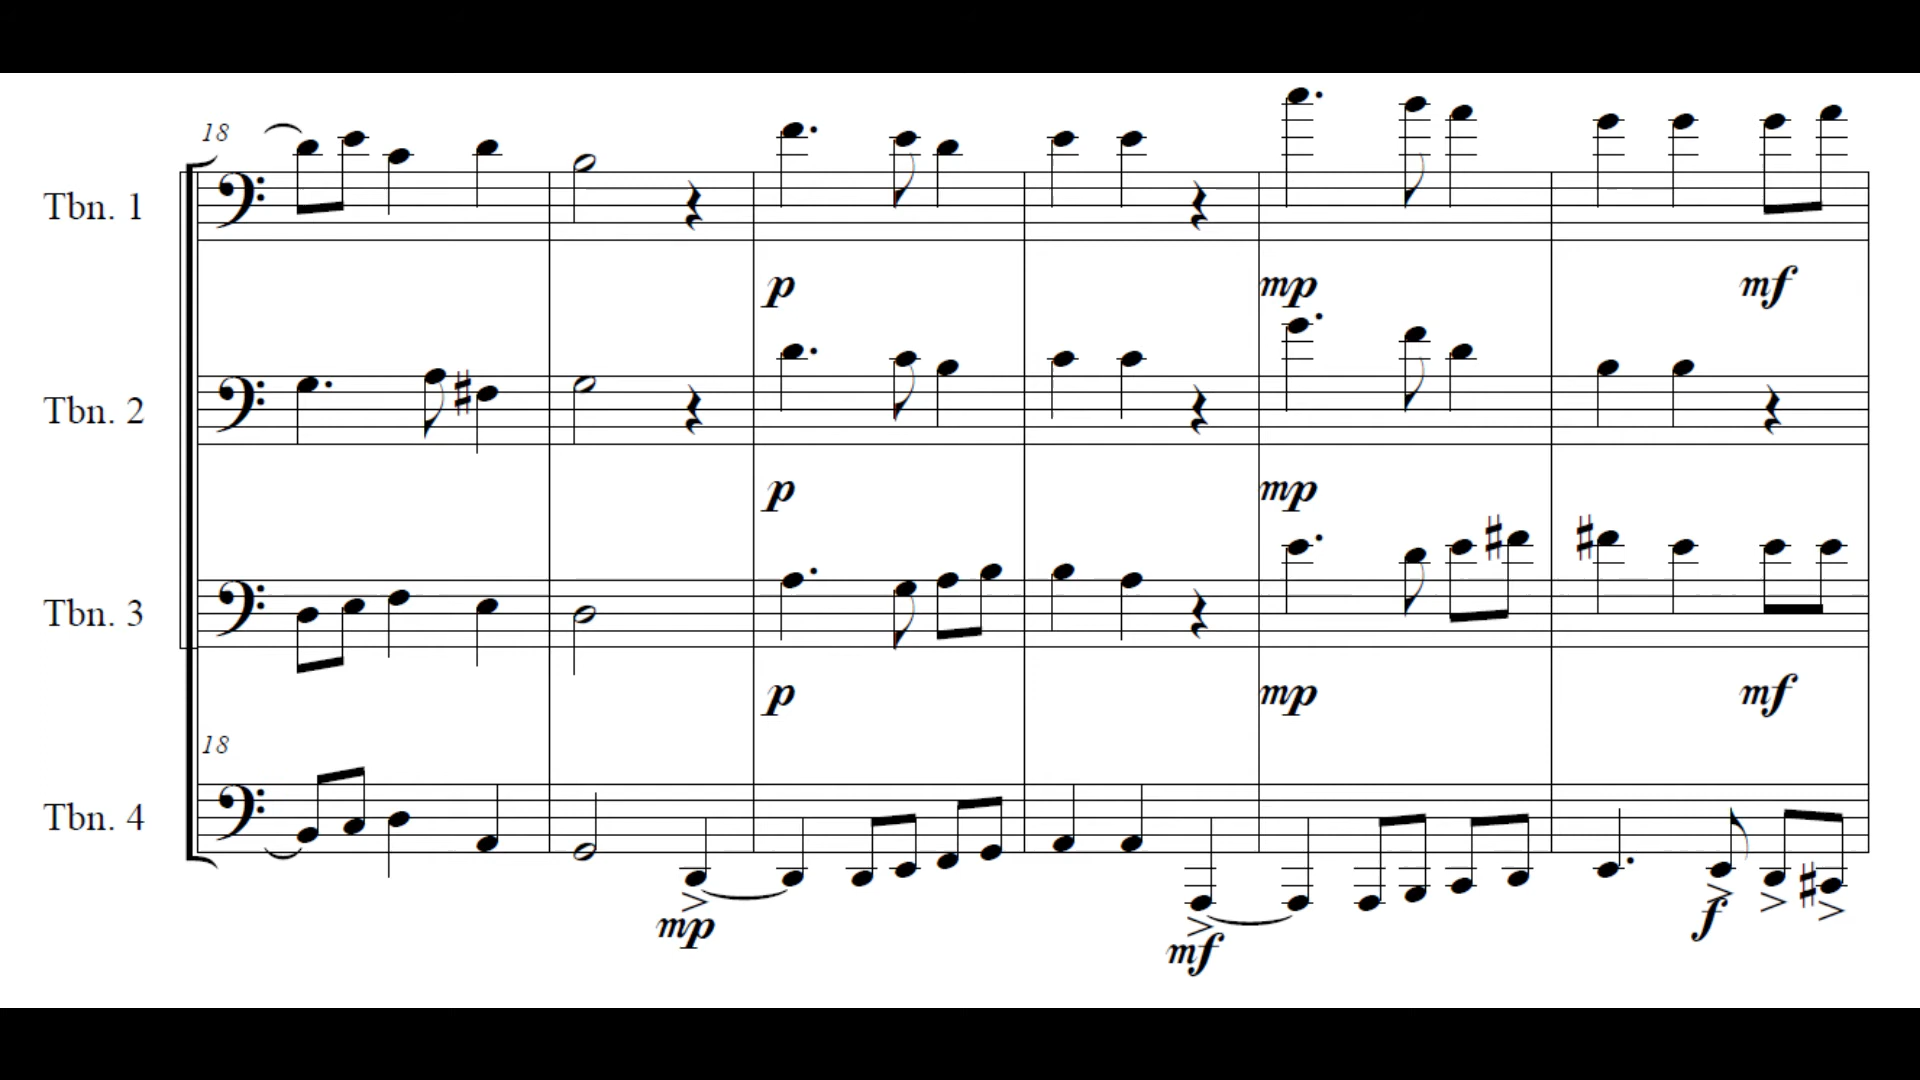 18
Tbn. 1
p mp mf
Tbn. 2
p mp
Tbn. 3
p mp mf
18
Tbn. 4
mp mf f